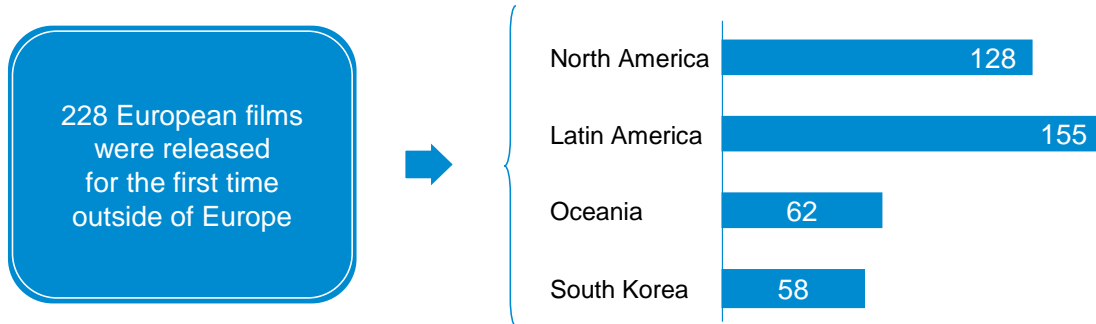 228 European films
were released
for the first time
outside of Europe
North America 128
Latin America 155
Oceania 62
South Korea 58